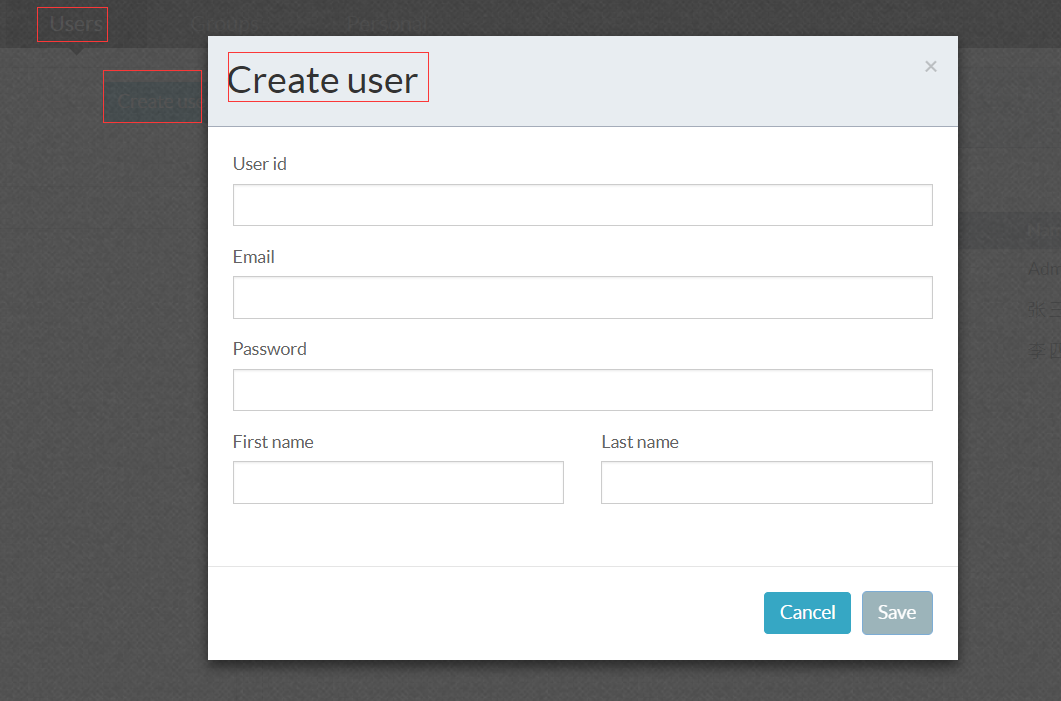 Users Groups Personal
Create us
Create user
×
User id
Email
Password
First name
Last name
Adm
张 三
李 四
Cancel
Save